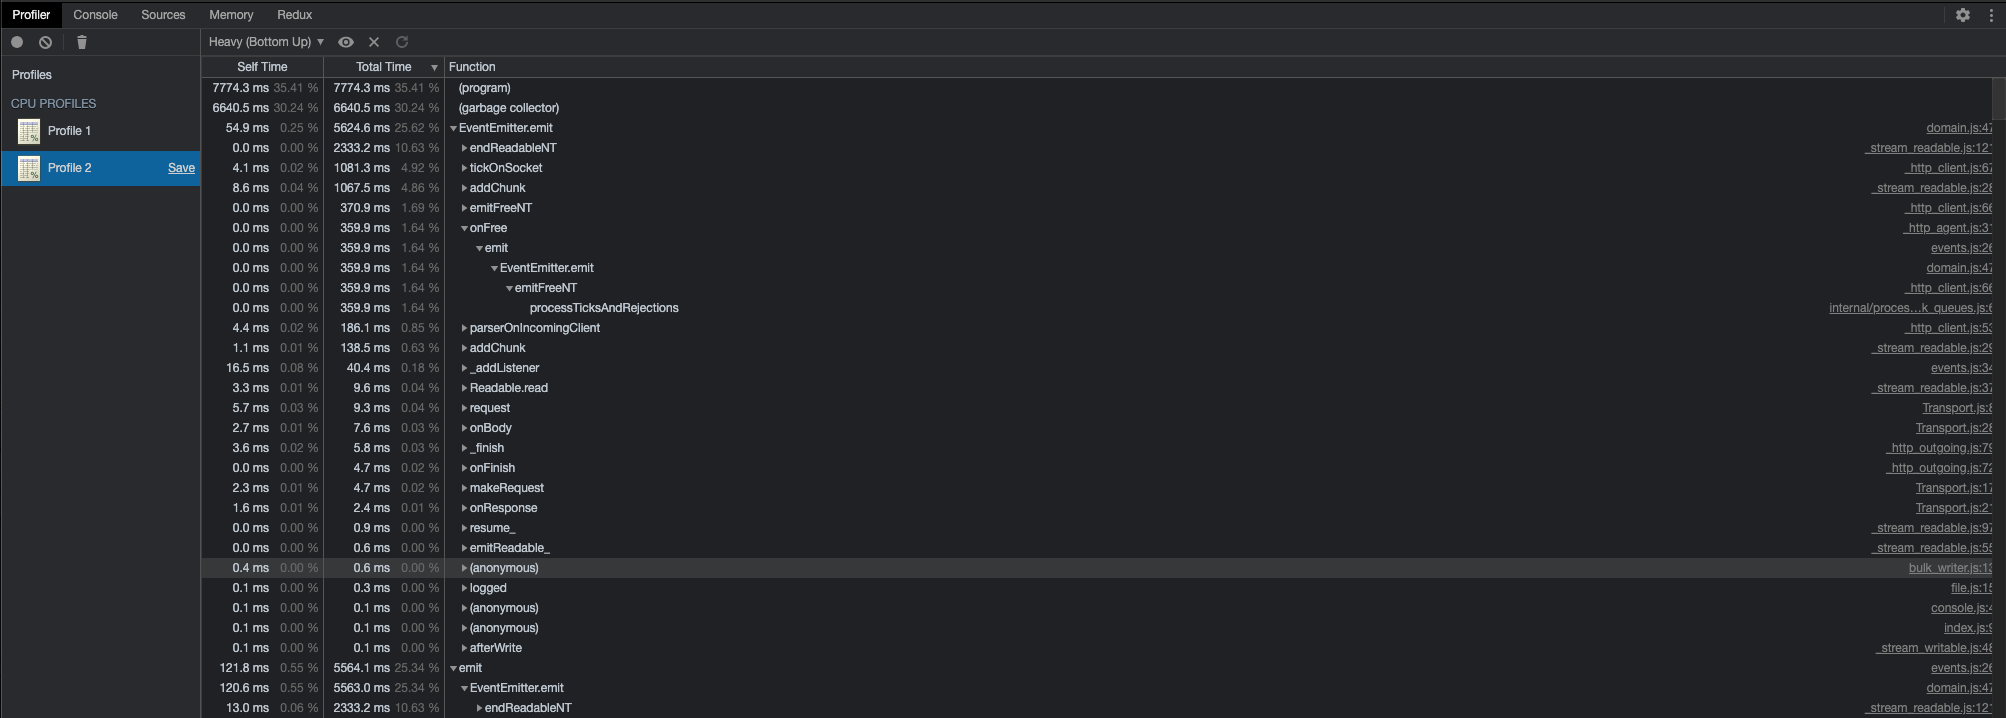 Profiler Console Sources Memory Redux
Heavy (Bottom Up) ▼
Profiles
CPU PROFILES
Profile 1
Profile 2 Save
Self Time Total Time ▼ Function
7774.3 ms 35.41 % 7774.3 ms 35.41 % (program)
6640.5 ms 30.24 % 6640.5 ms 30.24 % (garbage collector)
54.9 ms 0.25 % 5624.6 ms 25.62 % ▼EventEmitter.emit domain.js:47
0.0 ms 0.00 % 2333.2 ms 10.63 % ▶endReadableNT _stream_readable.js:121
4.1 ms 0.02 % 1081.3 ms 4.92 % ▶tickOnSocket _http_client.js:67
8.6 ms 0.04 % 1067.5 ms 4.86 % ▶addChunk _stream_readable.js:28
0.0 ms 0.00 % 370.9 ms 1.69 % ▶emitFreeNT _http_client.js:66
0.0 ms 0.00 % 359.9 ms 1.64 % ▼onFree _http_agent.js:31
0.0 ms 0.00 % 359.9 ms 1.64 % ▼emit events.js:26
0.0 ms 0.00 % 359.9 ms 1.64 % ▼EventEmitter.emit domain.js:47
0.0 ms 0.00 % 359.9 ms 1.64 % ▼emitFreeNT _http_client.js:66
0.0 ms 0.00 % 359.9 ms 1.64 % processTicksAndRejections internal/proces…k_queues.js:6
4.4 ms 0.02 % 186.1 ms 0.85 % ▶parserOnIncomingClient _http_client.js:53
1.1 ms 0.01 % 138.5 ms 0.63 % ▶addChunk _stream_readable.js:29
16.5 ms 0.08 % 40.4 ms 0.18 % ▶_addListener events.js:34
3.3 ms 0.01 % 9.6 ms 0.04 % ▶Readable.read _stream_readable.js:37
5.7 ms 0.03 % 9.3 ms 0.04 % ▶request Transport.js:8
2.7 ms 0.01 % 7.6 ms 0.03 % ▶onBody Transport.js:28
3.6 ms 0.02 % 5.8 ms 0.03 % ▶_finish _http_outgoing.js:79
0.0 ms 0.00 % 4.7 ms 0.02 % ▶onFinish _http_outgoing.js:72
2.3 ms 0.01 % 4.7 ms 0.02 % ▶makeRequest Transport.js:17
1.6 ms 0.01 % 2.4 ms 0.01 % ▶onResponse Transport.js:21
0.0 ms 0.00 % 0.9 ms 0.00 % ▶resume_ _stream_readable.js:97
0.0 ms 0.00 % 0.6 ms 0.00 % ▶emitReadable_ _stream_readable.js:55
0.4 ms 0.00 % 0.6 ms 0.00 % ▶(anonymous) bulk_writer.js:13
0.1 ms 0.00 % 0.3 ms 0.00 % ▶logged file.js:15
0.1 ms 0.00 % 0.1 ms 0.00 % ▶(anonymous) console.js:4
0.1 ms 0.00 % 0.1 ms 0.00 % ▶(anonymous) index.js:9
0.1 ms 0.00 % 0.1 ms 0.00 % ▶afterWrite _stream_writable.js:48
121.8 ms 0.55 % 5564.1 ms 25.34 % ▼emit events.js:26
120.6 ms 0.55 % 5563.0 ms 25.34 % ▼EventEmitter.emit domain.js:47
13.0 ms 0.06 % 2333.2 ms 10.63 % ▶endReadableNT _stream_readable.js:121